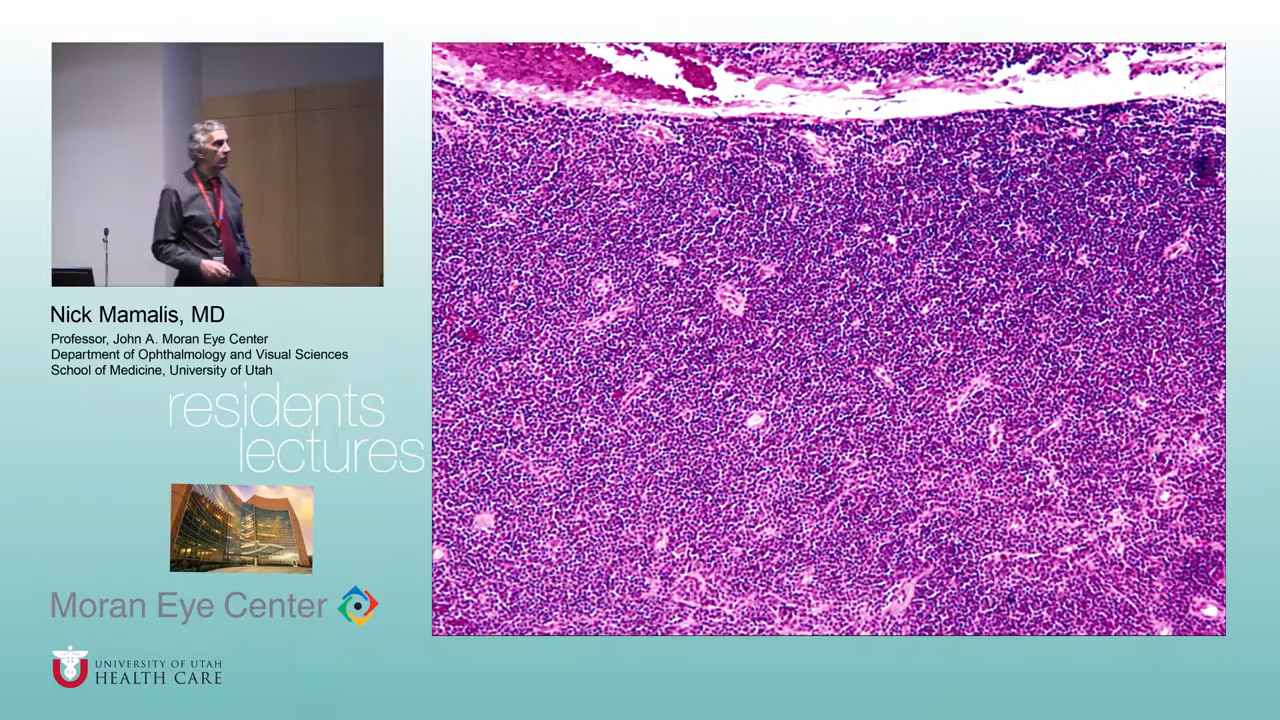 Nick Mamalis, MD
Professor, John A. Moran Eye Center
Department of Ophthalmology and Visual Sciences
School of Medicine, University of Utah
residents
lectures
Moran Eye Center
UNIVERSITY OF UTAH
HEALTH CARE